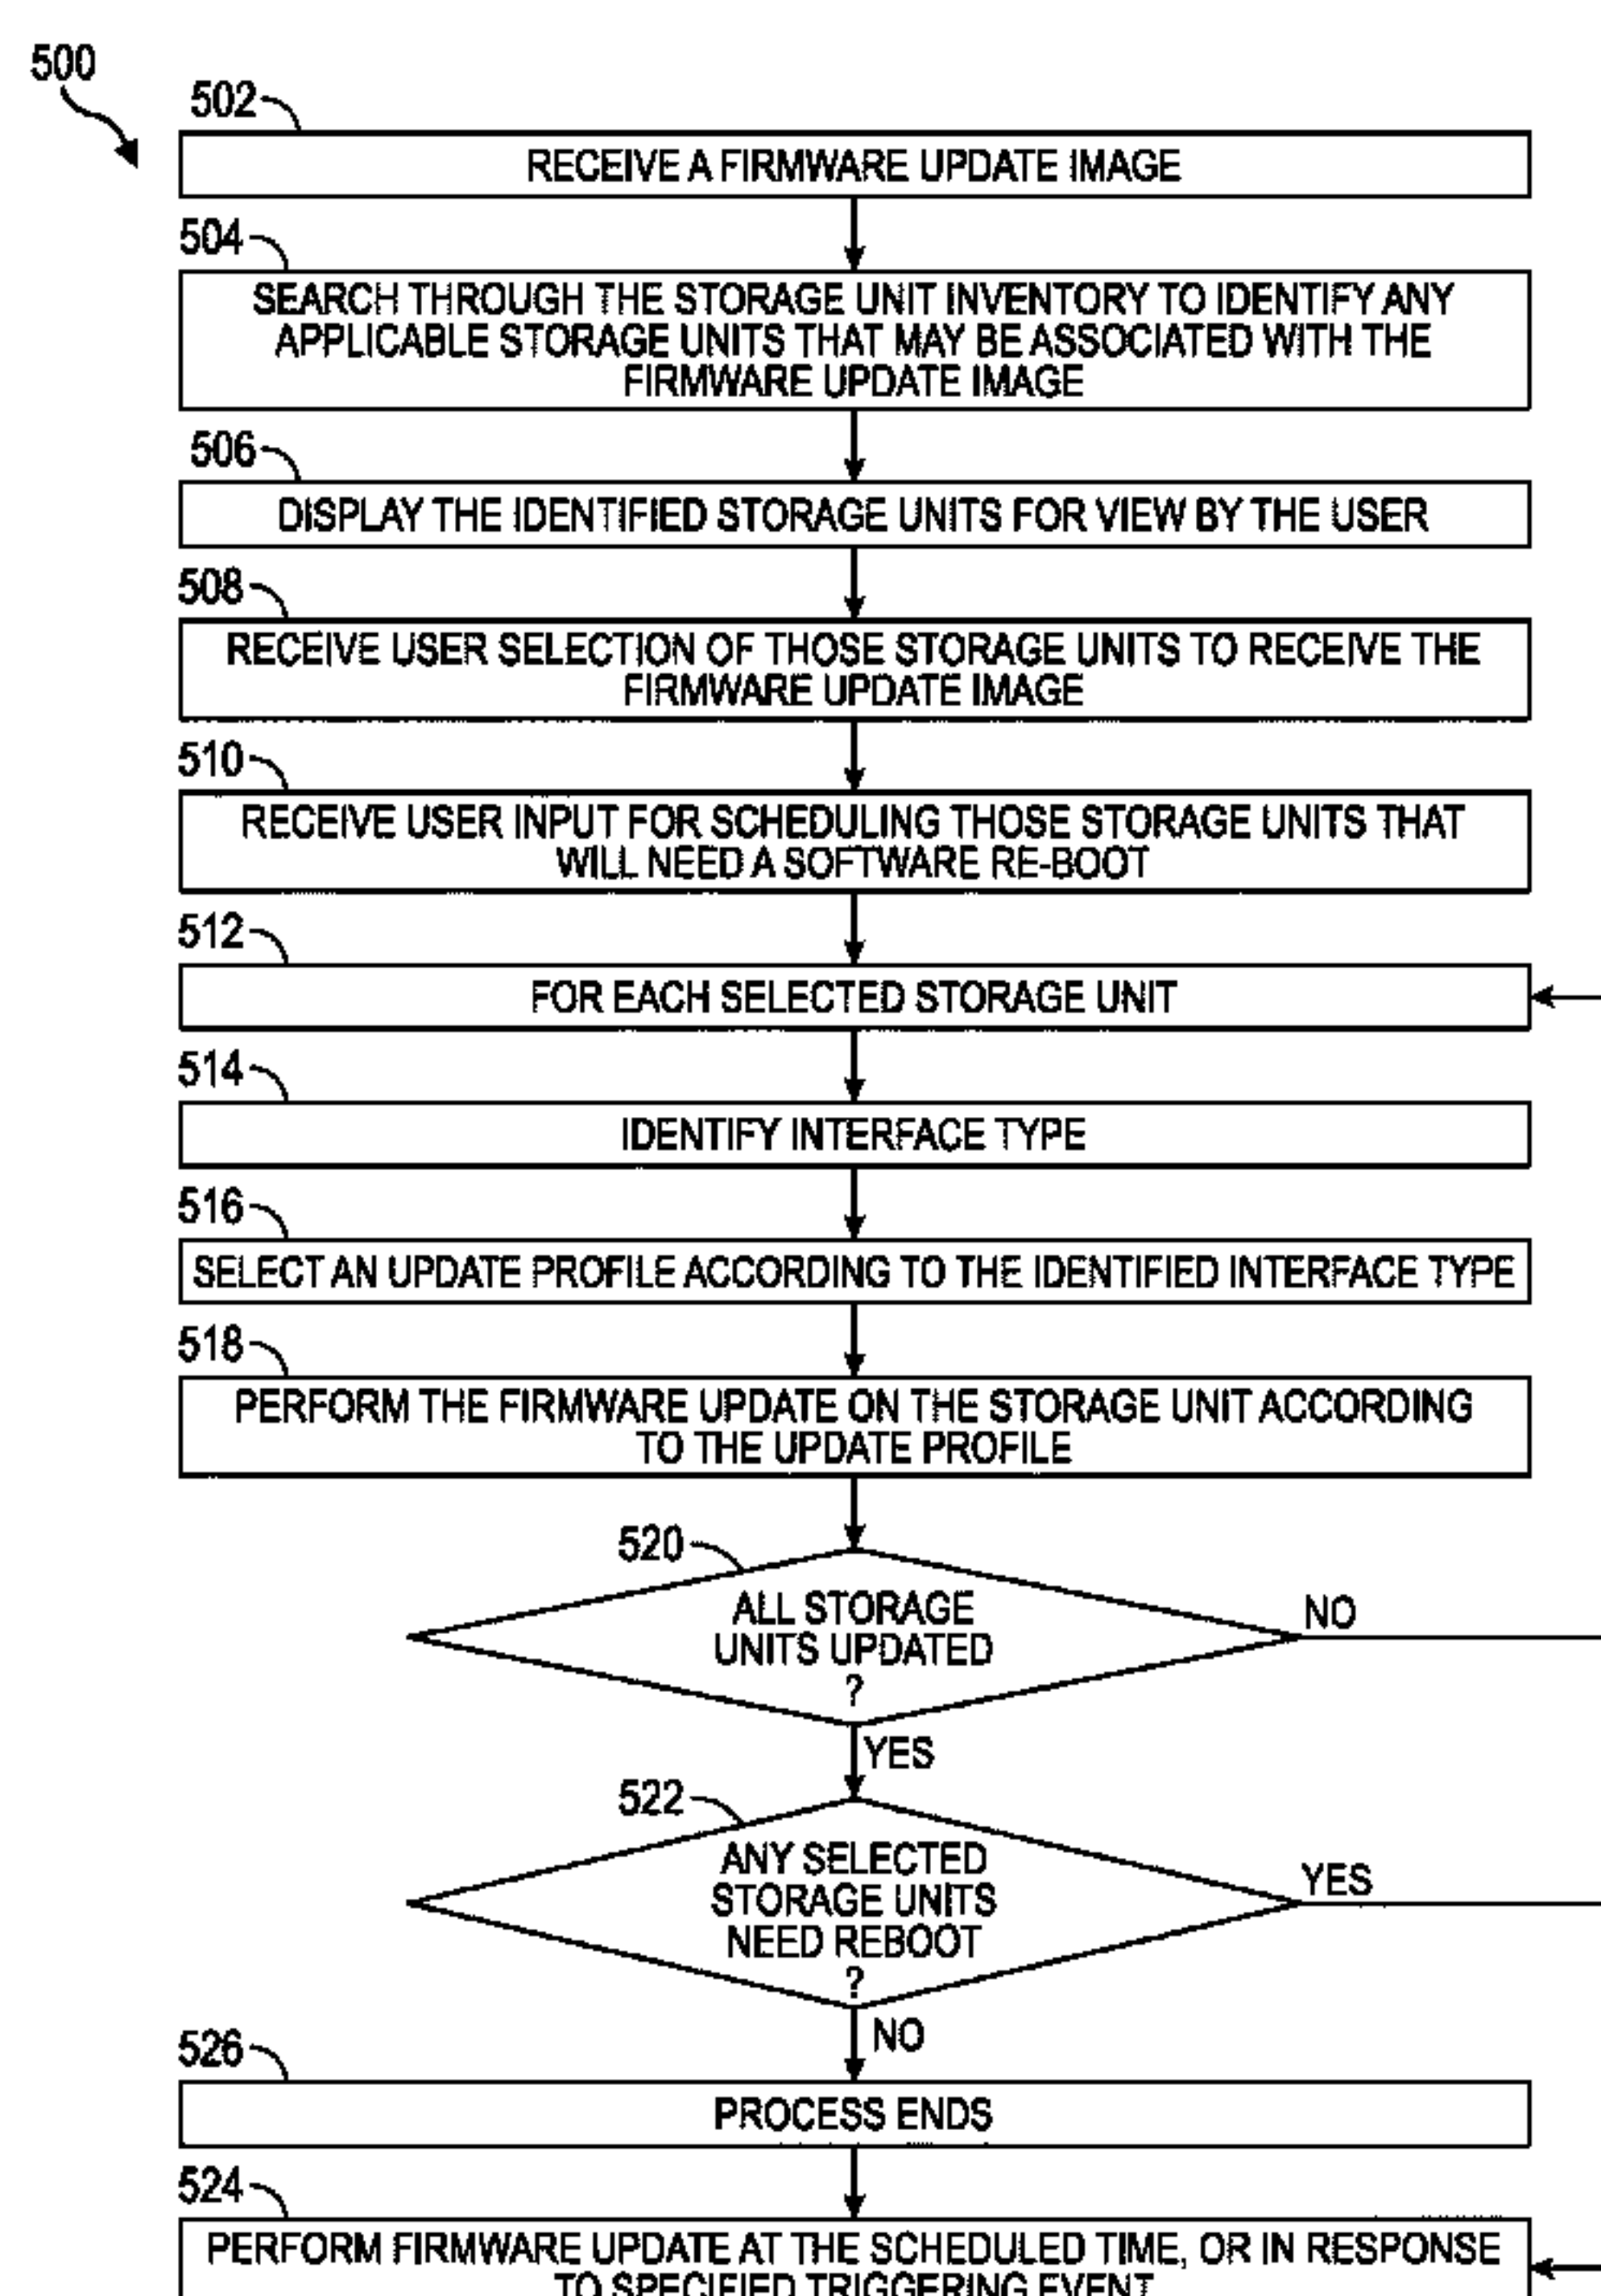 500
502
RECEIVE A FIRMWARE UPDATE IMAGE
504
SEARCH THROUGH THE STORAGE UNIT INVENTORY TO IDENTIFY ANY
APPLICABLE STORAGE UNITS THAT MAY BE ASSOCIATED WITH THE
FIRMWARE UPDATE IMAGE
506
DISPLAY THE IDENTIFIED STORAGE UNITS FOR VIEW BY THE USER
508
RECEIVE USER SELECTION OF THOSE STORAGE UNITS TO RECEIVE THE
FIRMWARE UPDATE IMAGE
510
RECEIVE USER INPUT FOR SCHEDULING THOSE STORAGE UNITS THAT
WILL NEED A SOFTWARE RE-BOOT
512
FOR EACH SELECTED STORAGE UNIT
514
IDENTIFY INTERFACE TYPE
516
SELECT AN UPDATE PROFILE ACCORDING TO THE IDENTIFIED INTERFACE TYPE
518
PERFORM THE FIRMWARE UPDATE ON THE STORAGE UNIT ACCORDING
TO THE UPDATE PROFILE
520
ALL STORAGE
UNITS UPDATED
?
NO
YES
522
ANY SELECTED
STORAGE UNITS
NEED REBOOT
?
YES
NO
526
PROCESS ENDS
524
PERFORM FIRMWARE UPDATE AT THE SCHEDULED TIME, OR IN RESPONSE
TO SPECIFIED TRIGGERING EVENT